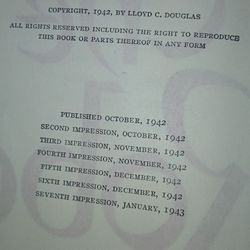 COPYRIGHT, 1942, BY LLOYD C. DOUGLAS
ALL RIGHTS RESERVED INCLUDING THE RIGHT TO REPRODUCE
THIS BOOK OR PARTS THEREOF IN ANY FORM
PUBLISHED OCTOBER, 1942
SECOND IMPRESSION, OCTOBER, 1942
THIRD IMPRESSION, NOVEMBER, 1942
FOURTH IMPRESSION, NOVEMBER, 1942
FIFTH IMPRESSION, DECEMBER, 1942
SIXTH IMPRESSION, DECEMBER, 1942
SEVENTH IMPRESSION, JANUARY, 1943